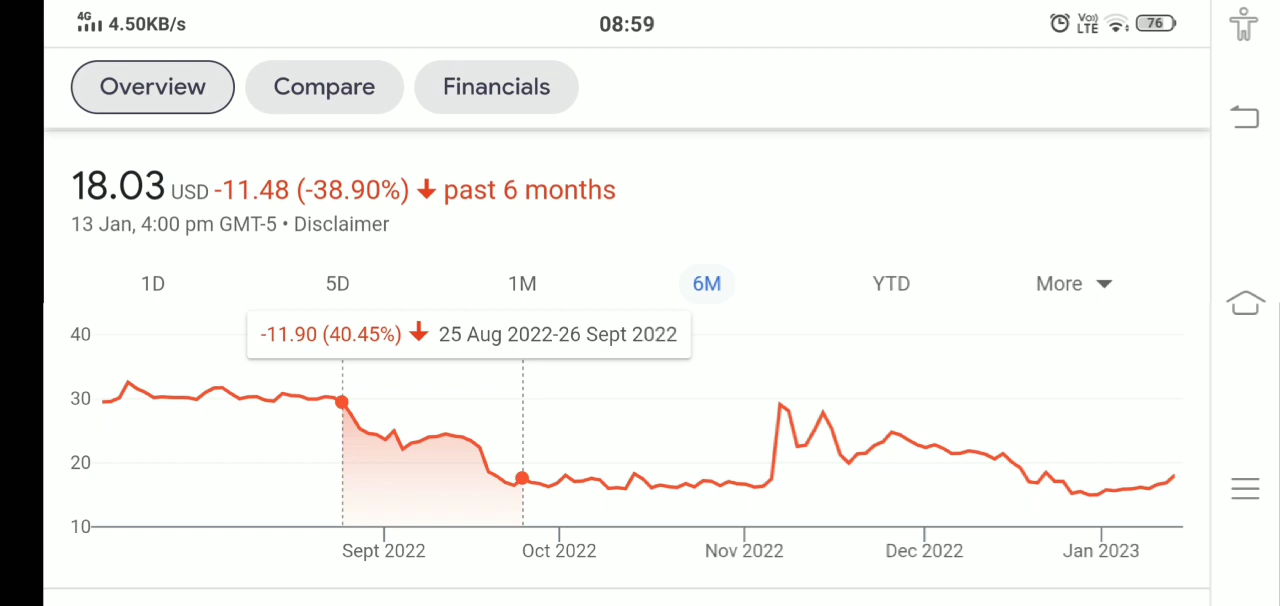 4G 4.50KB/s 08:59 Vo)) LTE 76
Overview Compare Financials
18.03 USD -11.48 (-38.90%) past 6 months
13 Jan, 4:00 pm GMT-5 • Disclaimer
1D 5D 1M 6M YTD More
-11.90 (40.45%) 25 Aug 2022-26 Sept 2022
40
30
20
10
Sept 2022 Oct 2022 Nov 2022 Dec 2022 Jan 2023